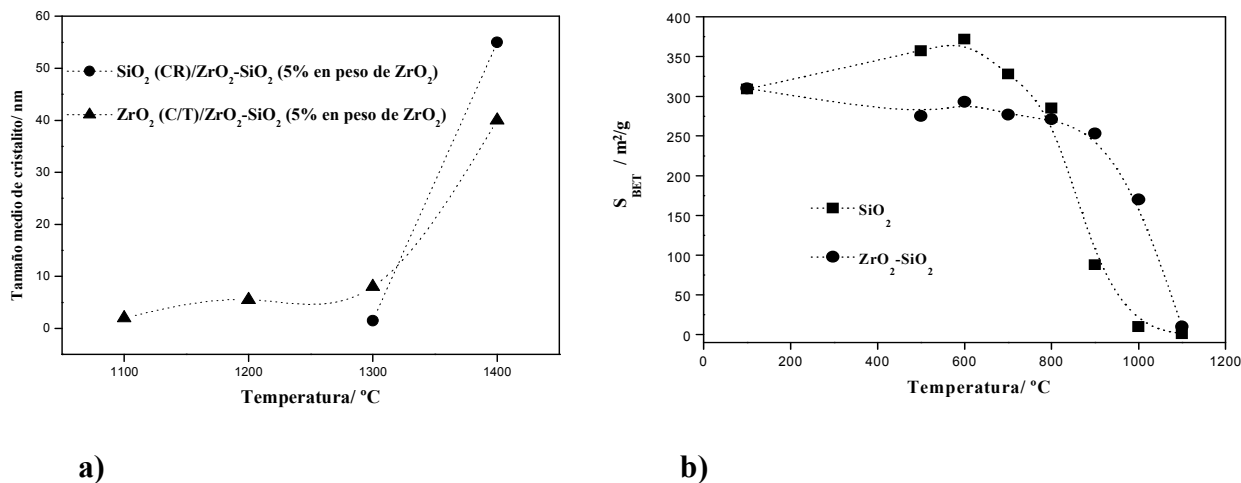 60
50
40
30
20
10
0
Tamaño medio de cristalito/ nm
SiO₂ (CR)/ZrO₂-SiO₂ (5% en peso de ZrO₂)
ZrO₂ (C/T)/ZrO₂-SiO₂ (5% en peso de ZrO₂)
1100 1200 1300 1400
Temperatura/ ºC
a)
400
350
300
250
200
150
100
50
0
S BET / m²/g
SiO₂
ZrO₂-SiO₂
0 200 400 600 800 1000 1200
Temperatura/ ºC
b)